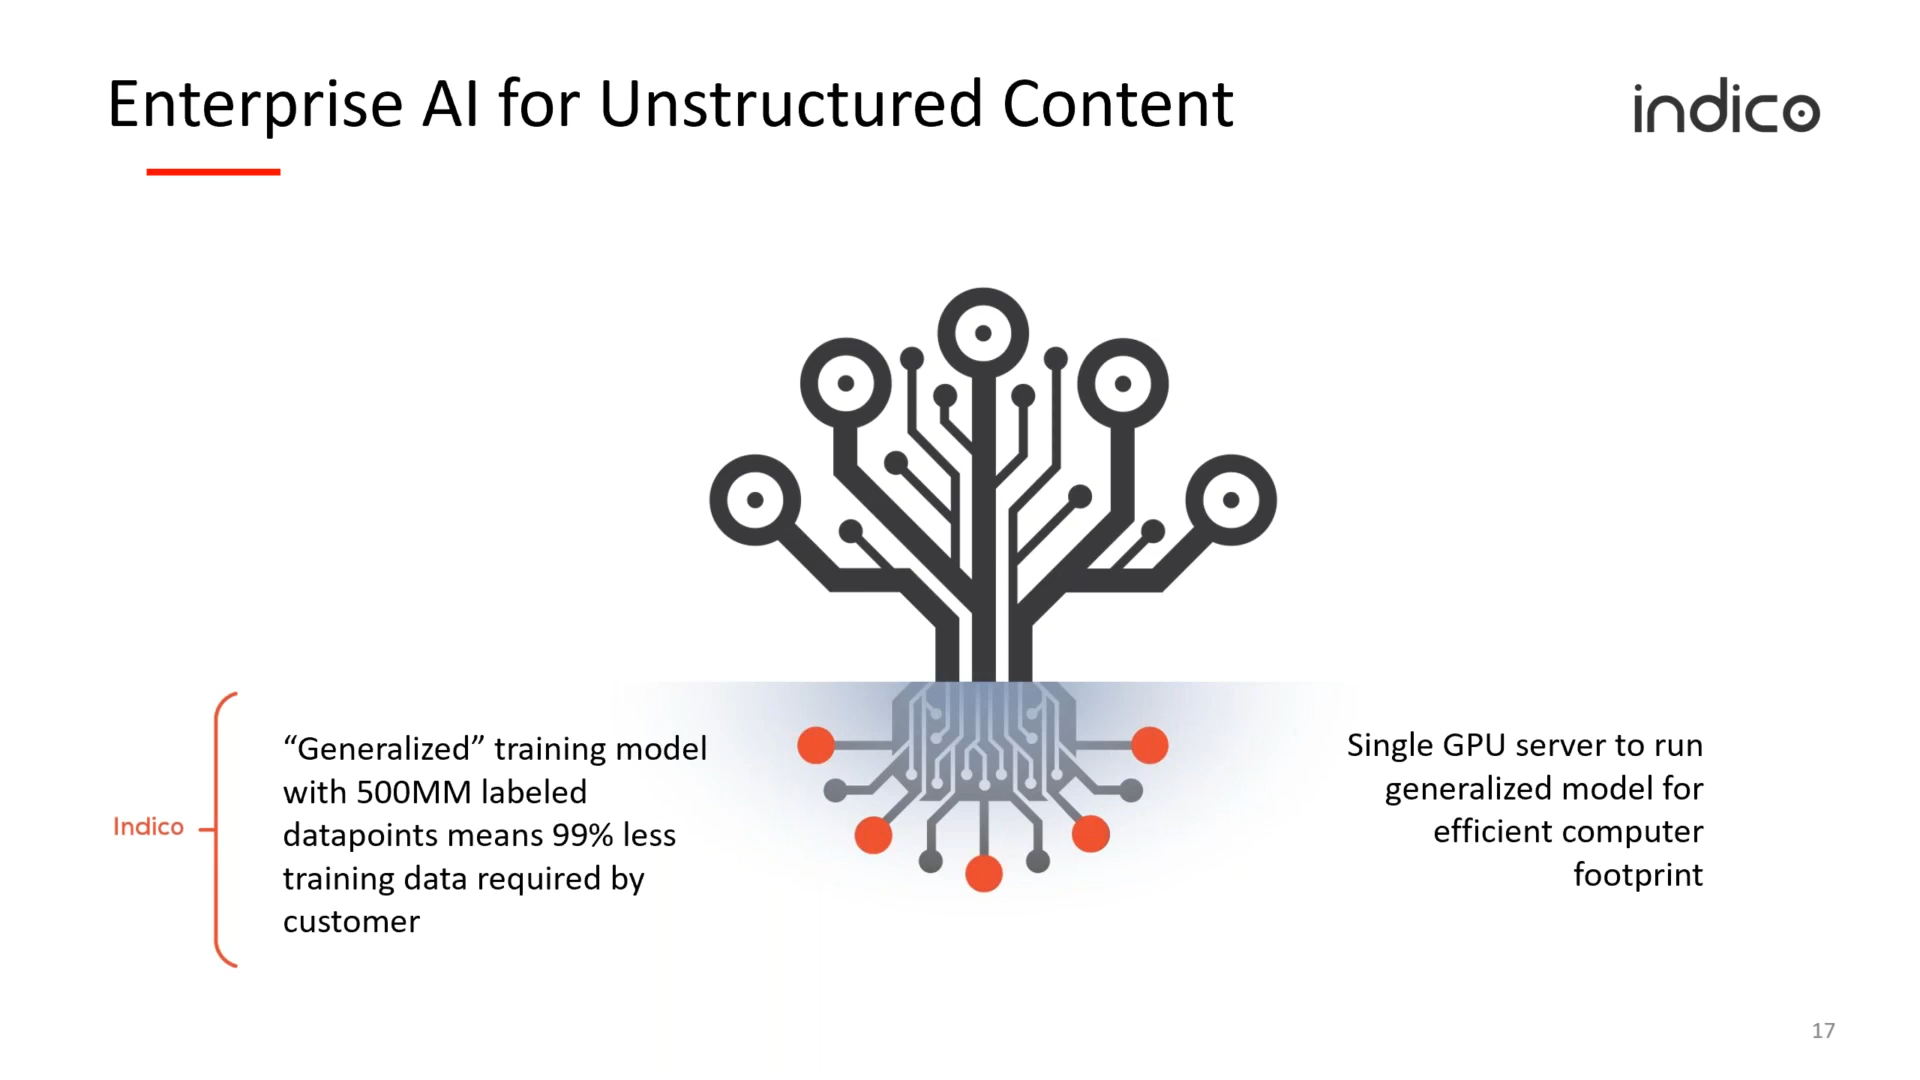 Enterprise AI for Unstructured Content
indico
Indico
“Generalized” training model
with 500MM labeled
datapoints means 99% less
training data required by
customer
Single GPU server to run
generalized model for
efficient computer
footprint
17